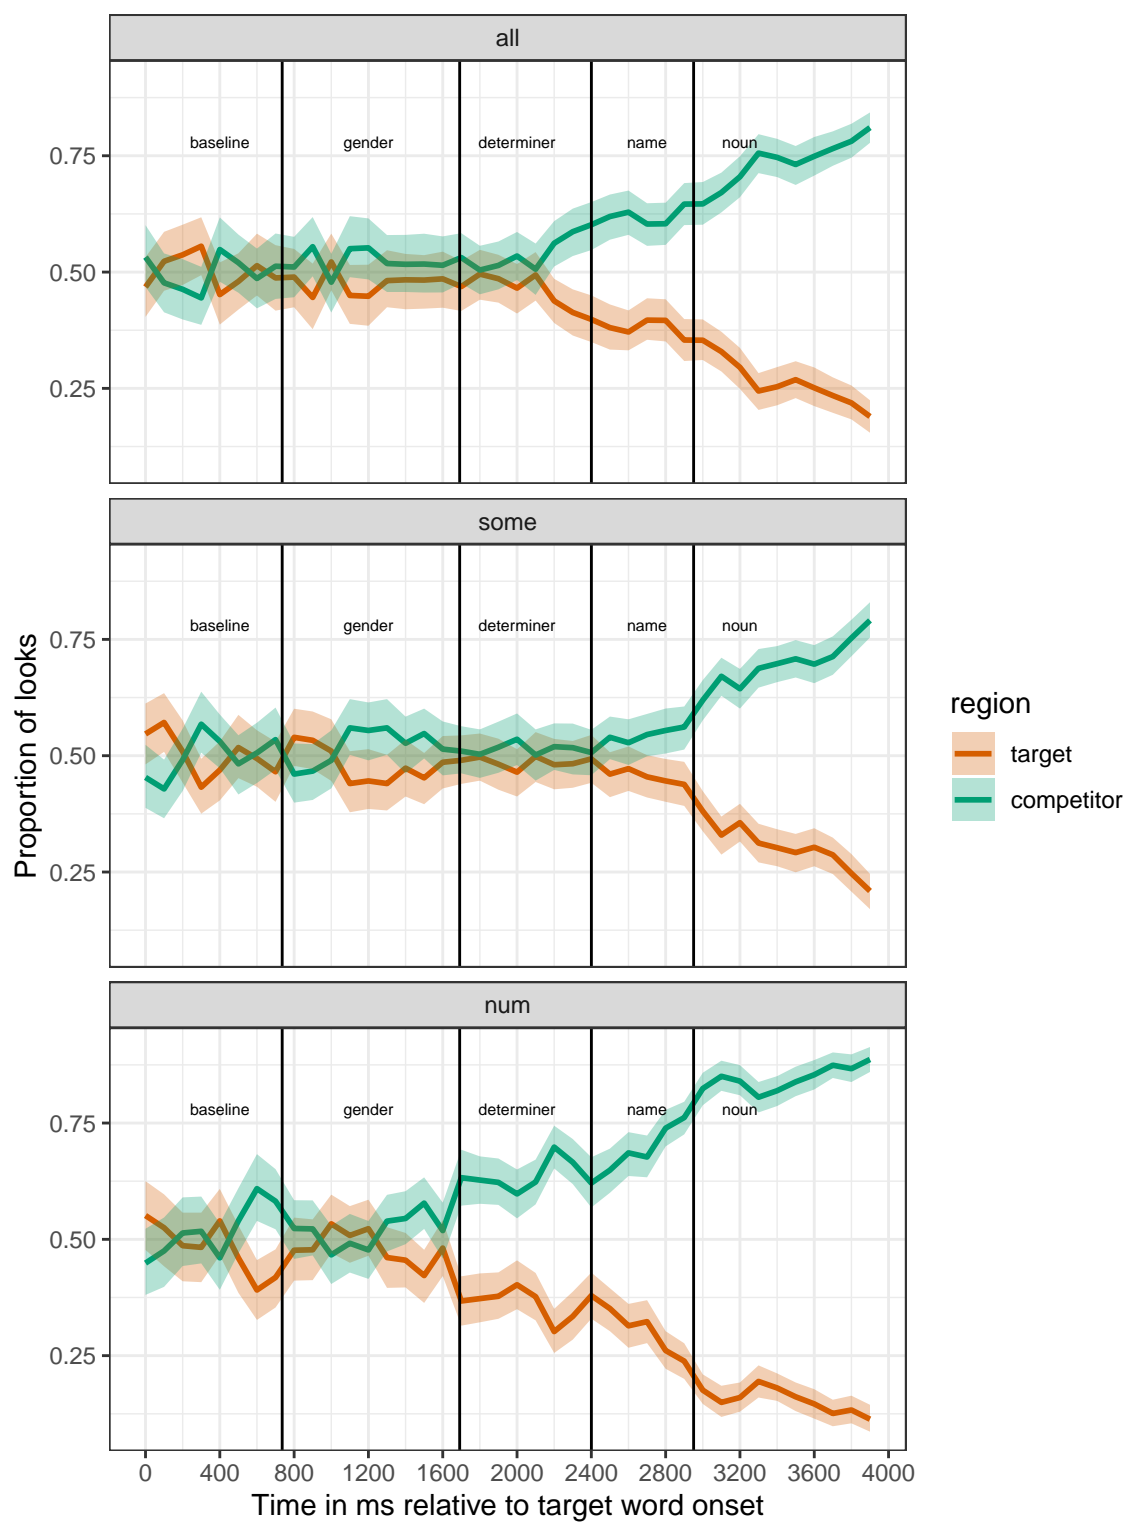 all
baseline gender determiner name noun
0.75
0.50
0.25
some
baseline gender determiner name noun
0.75
0.50
0.25
num
baseline gender determiner name noun
0.75
0.50
0.25
0 400 800 1200 1600 2000 2400 2800 3200 3600 4000
Time in ms relative to target word onset
Proportion of looks
region
target
competitor